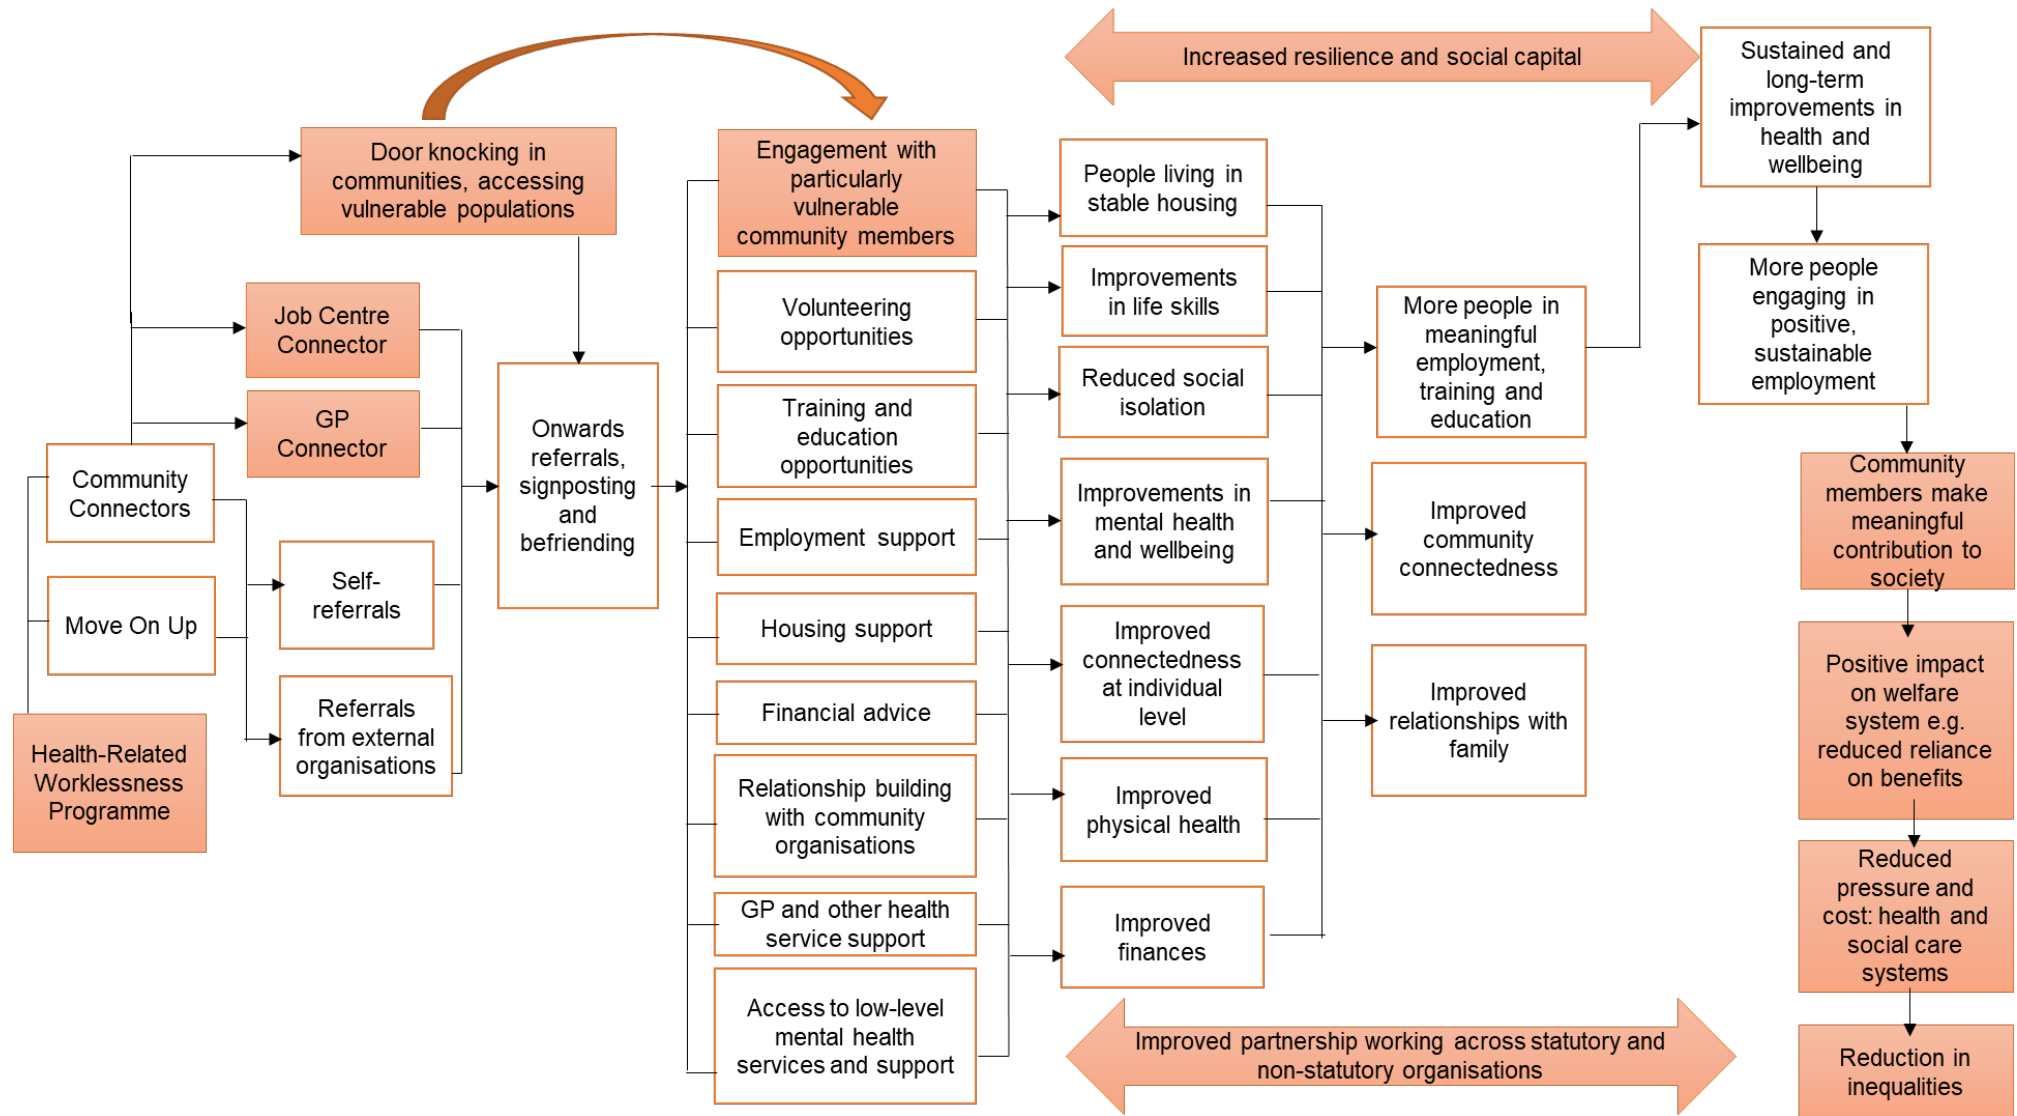 Increased resilience and social capital
Sustained and
long-term
improvements in
health and
wellbeing
Door knocking in
communities, accessing
vulnerable populations
Engagement with
particularly
vulnerable
community members
People living in
stable housing
More people
engaging in
positive,
sustainable
employment
Job Centre
Connector
Volunteering
opportunities
Improvements
in life skills
More people in
meaningful
employment,
training and
education
GP
Connector
Onwards
referrals,
signposting
and
befriending
Training and
education
opportunities
Reduced social
isolation
Community
Connectors
Employment support
Improvements in
mental health
and wellbeing
Improved
community
connectedness
Community
members make
meaningful
contribution to
society
Self-
referrals
Move On Up
Housing support
Improved
connectedness
at individual
level
Improved
relationships with
family
Positive impact
on welfare
system e.g.
reduced reliance
on benefits
Referrals
from external
organisations
Financial advice
Health-Related
Worklessness
Programme
Relationship building
with community
organisations
Improved
physical health
Reduced
pressure and
cost: health and
social care
systems
GP and other health
service support
Improved
finances
Access to low-level
mental health
services and support
Improved partnership working across statutory and
non-statutory organisations
Reduction in
inequalities